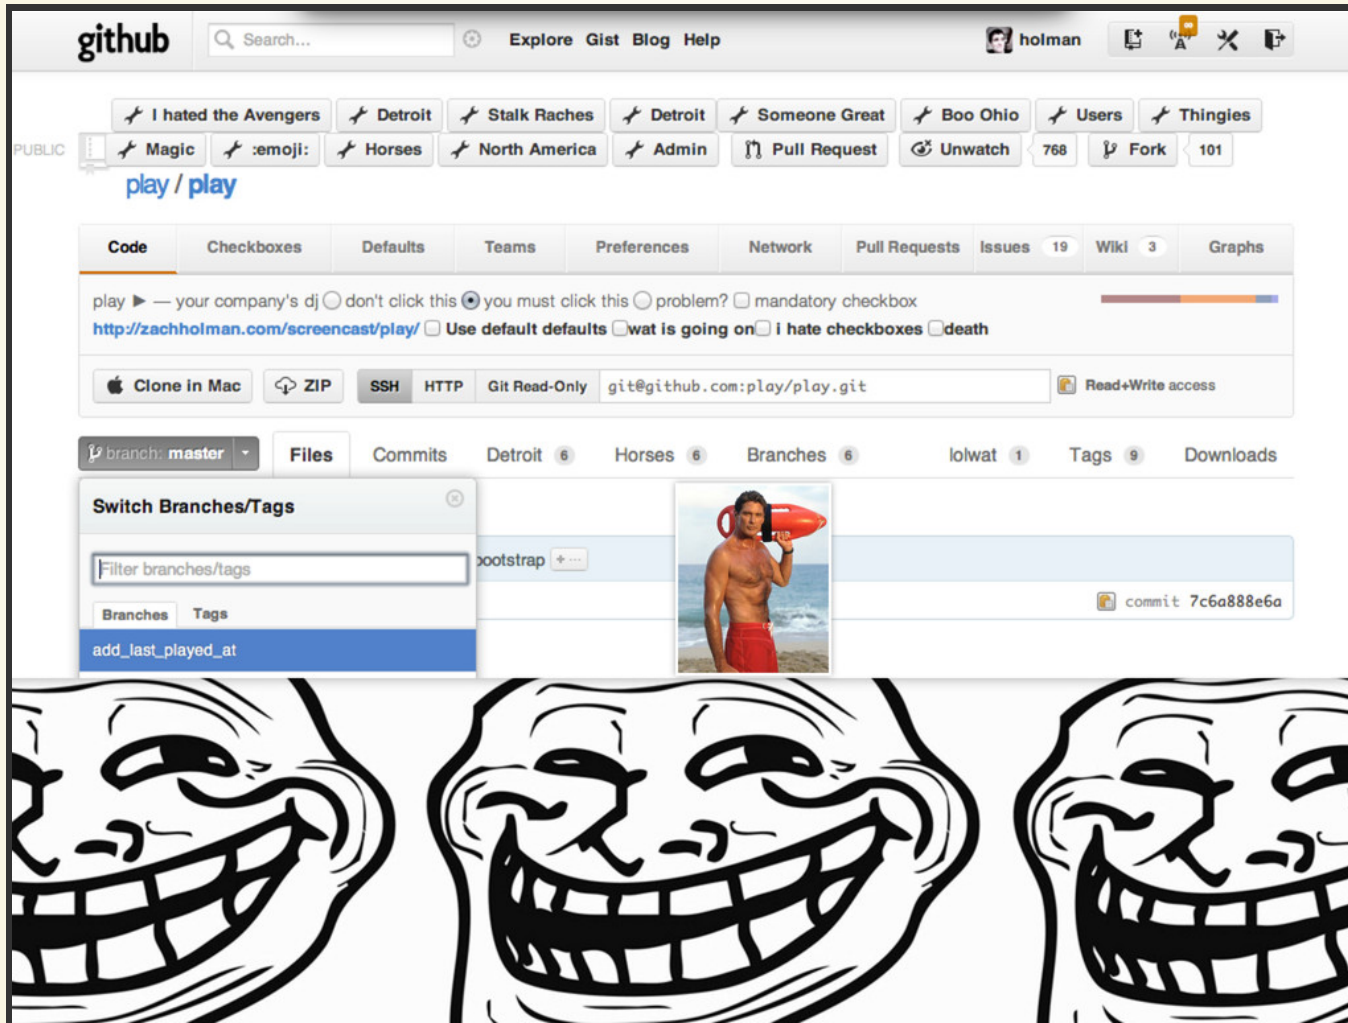 github Search... Explore Gist Blog Help holman ∞
I hated the Avengers Detroit Stalk Raches Detroit Someone Great Boo Ohio Users Thingies
PUBLIC Magic :emoji: Horses North America Admin Pull Request Unwatch 768 Fork 101
play / play
Code Checkboxes Defaults Teams Preferences Network Pull Requests Issues 19 Wiki 3 Graphs
play ► — your company's dj don't click this you must click this problem? mandatory checkbox
http://zachholman.com/screencast/play/ Use default defaults wat is going on i hate checkboxes death
Clone in Mac ZIP SSH HTTP Git Read-Only git@github.com:play/play.git Read+Write access
branch: master Files Commits Detroit 6 Horses 6 Branches 6 lolwat 1 Tags 9 Downloads
Switch Branches/Tags
Filter branches/tags
ootstrap + ...
Branches Tags
commit 7c6a888e6a
add_last_played_at